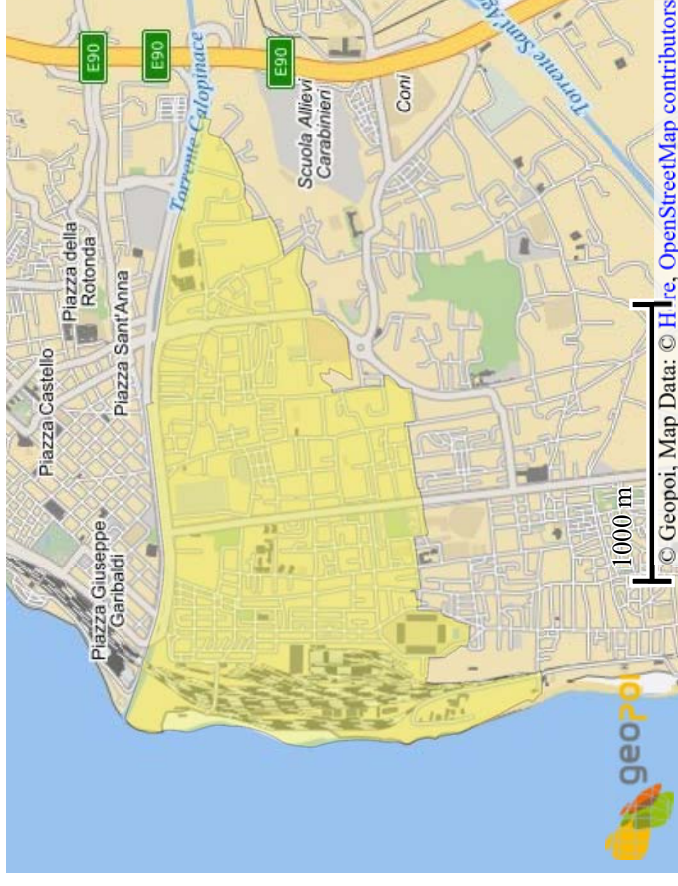 Piazza Castello
Piazza della
Rotonda
Piazza Giuseppe
Garibaldi
Piazza Sant'Anna
E90
E90
Torrente Calopinace
E90
Scuola Allievi
Carabinieri
Coni
Torrente Sant'Ag
1000 m
geopoi
© Geopoi, Map Data: © Here, OpenStreetMap contributors